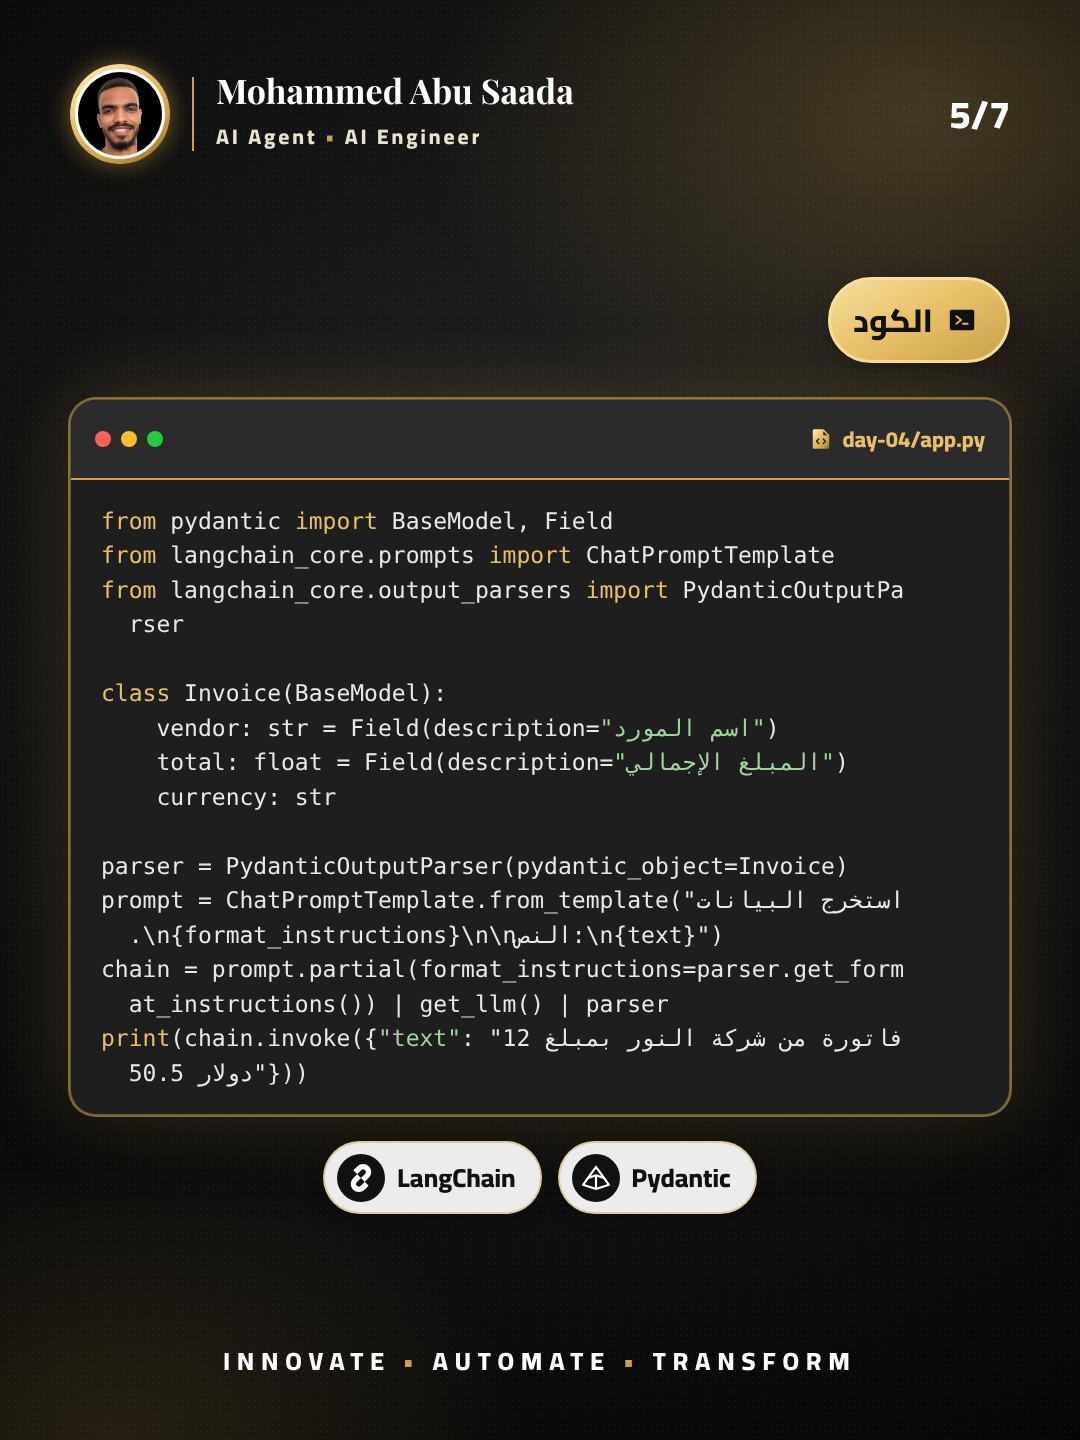 Mohammed Abu Saada
AI Agent ▪ AI Engineer
5/7
الكود
day-04/app.py
from pydantic import BaseModel, Field
from langchain_core.prompts import ChatPromptTemplate
from langchain_core.output_parsers import PydanticOutputPa
rser
class Invoice(BaseModel):
    vendor: str = Field(description="اسم المورد")
    total: float = Field(description="المبلغ الإجمالي")
    currency: str
parser = PydanticOutputParser(pydantic_object=Invoice)
prompt = ChatPromptTemplate.from_template("استخرج البيانات
.\n{format_instructions}\n\nالنص:\n{text}")
chain = prompt.partial(format_instructions=parser.get_form
at_instructions()) | get_llm() | parser
print(chain.invoke({"text": "فاتورة من شركة النور بمبلغ 12
50.5 دولار"}))
LangChain
Pydantic
INNOVATE ▪ AUTOMATE ▪ TRANSFORM